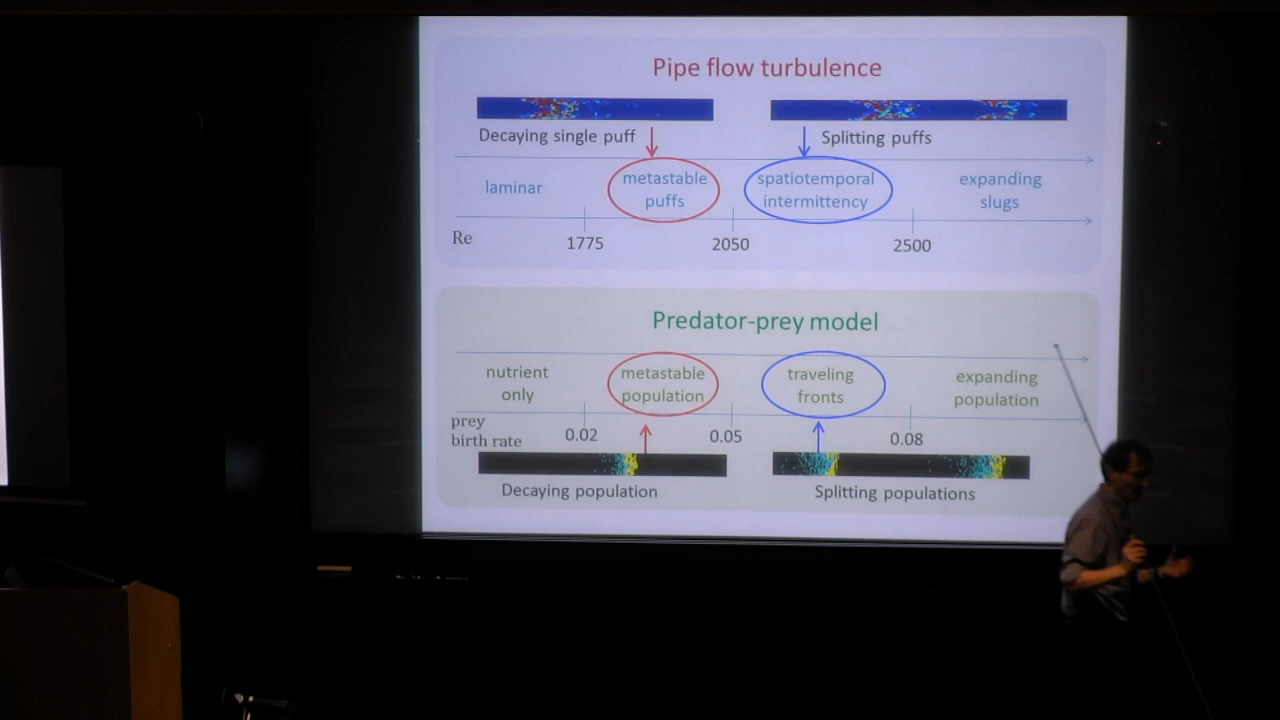 Pipe flow turbulence
Decaying single puff
Splitting puffs
laminar
metastable
puffs
spatiotemporal
intermittency
expanding
slugs
Re
1775
2050
2500
Predator-prey model
nutrient
only
metastable
population
traveling
fronts
expanding
population
prey
birth rate
0.02
0.05
0.08
Decaying population
Splitting populations